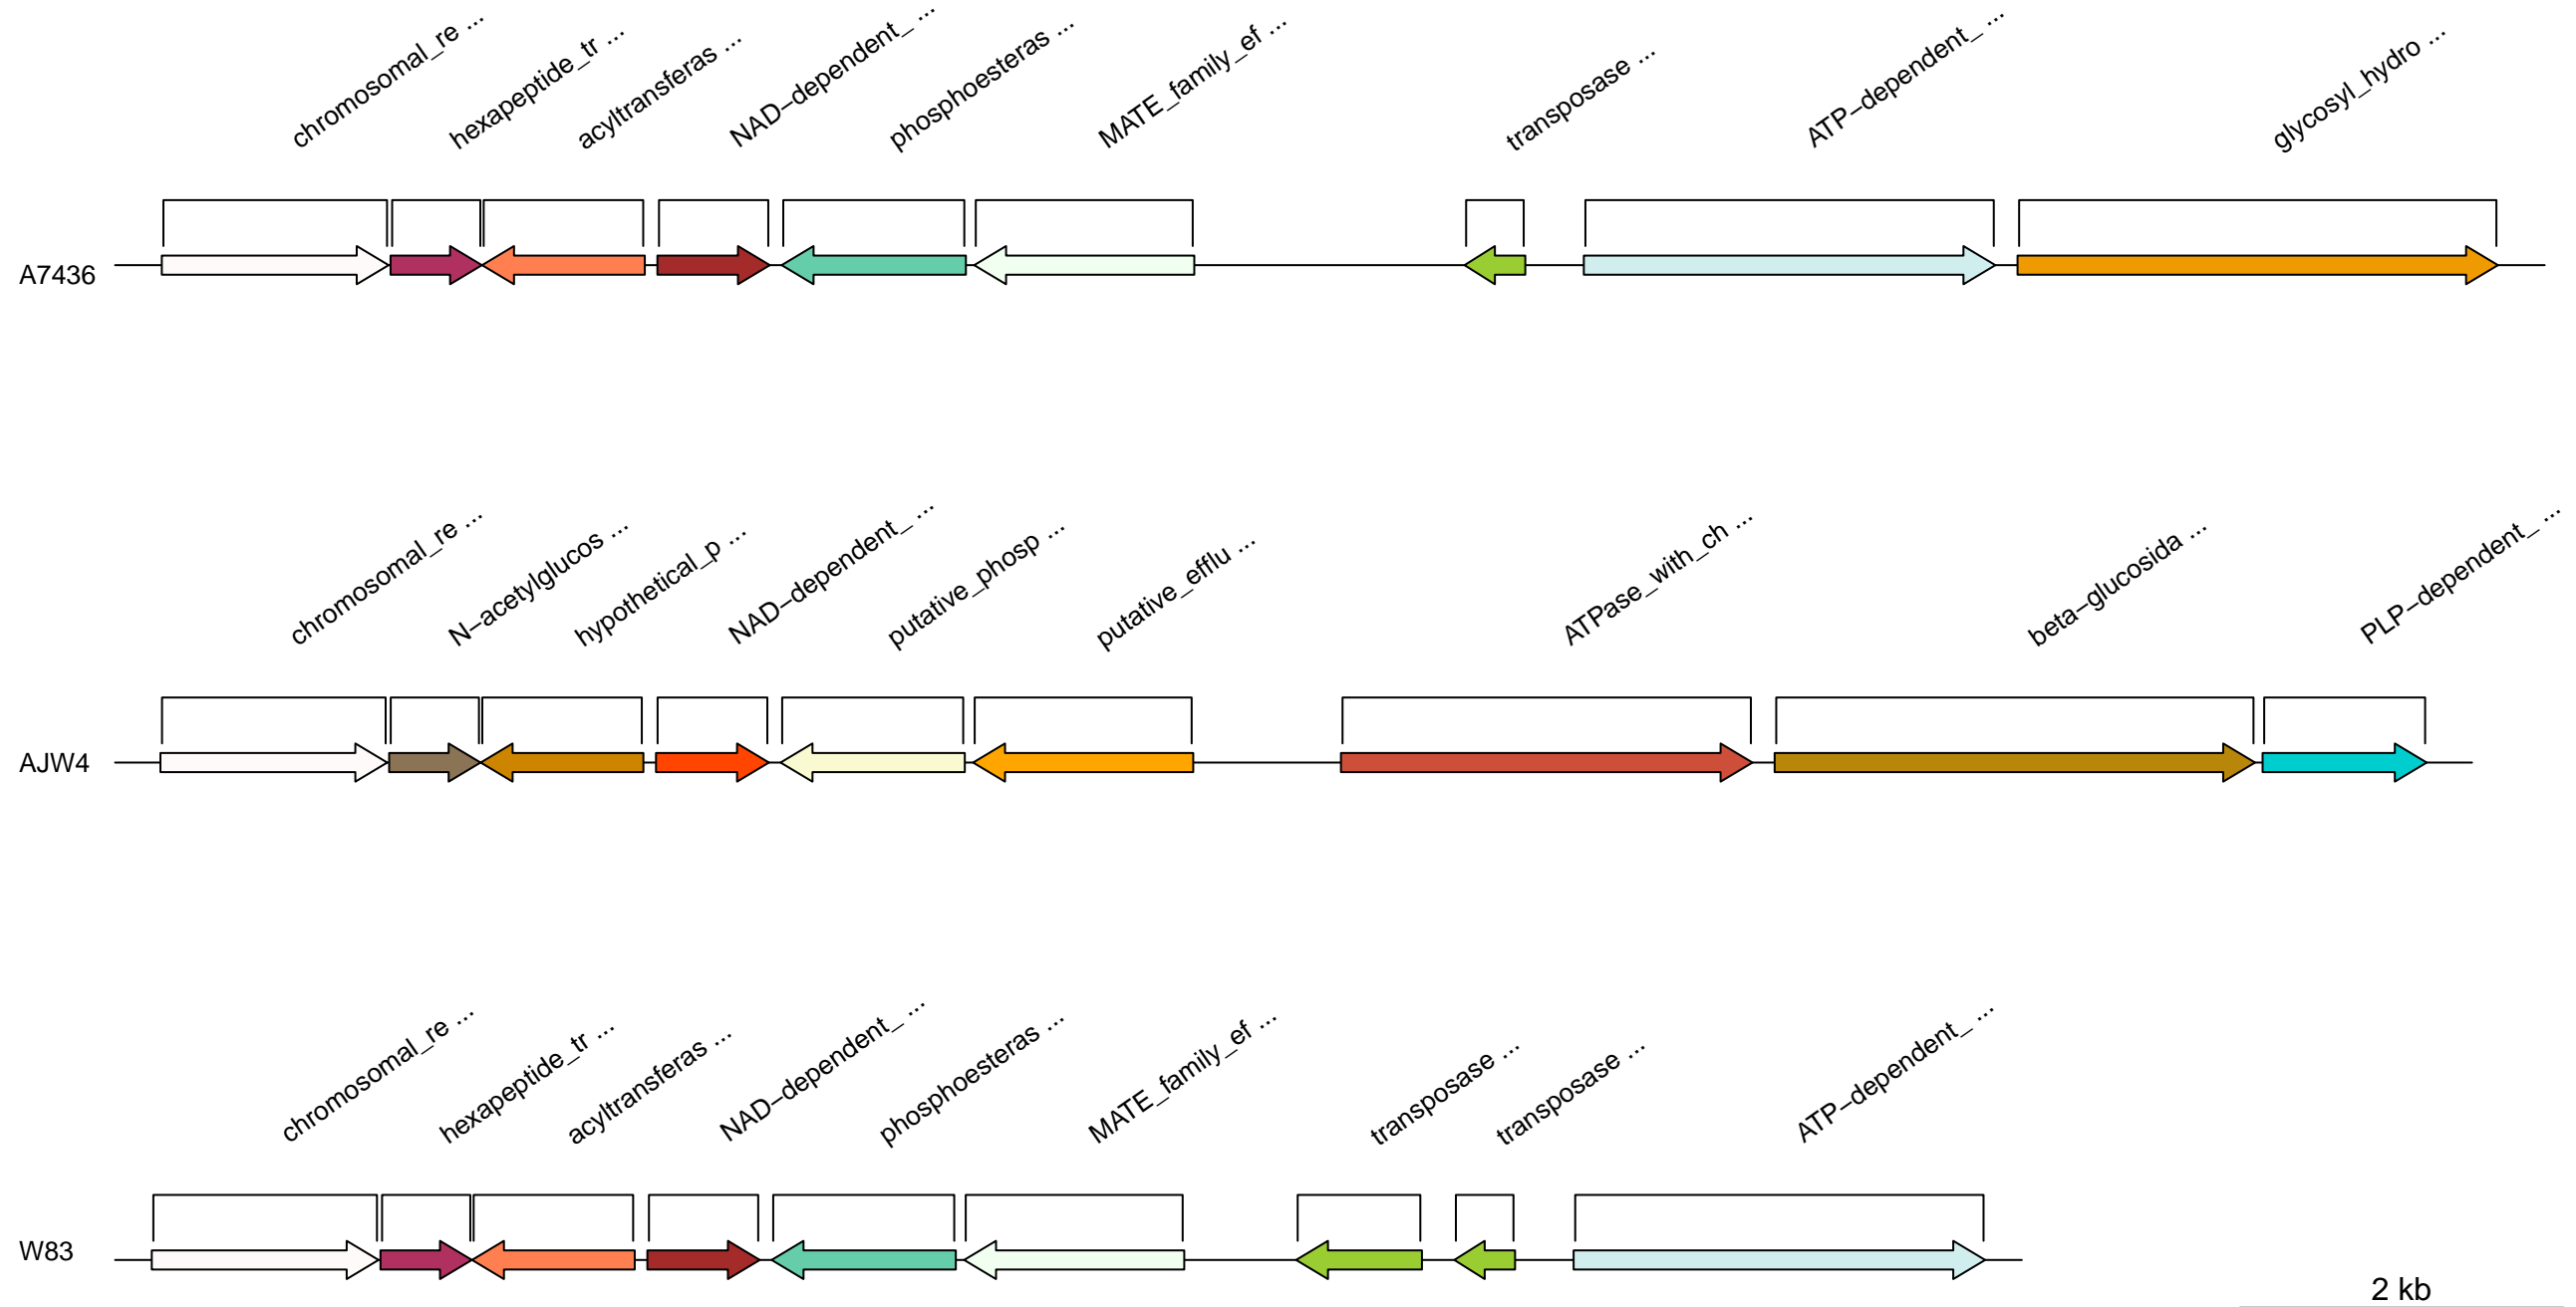 chromosomal_re ...
hexapeptide_tr ...
acyltransferas ...
NAD−dependent_ ...
phosphoesteras ...
MATE_family_ef ...
transposase ...
ATP−dependent_ ...
glycosyl_hydro ...
A7436
chromosomal_re ...
N−acetylglucos ...
hypothetical_p ...
NAD−dependent_ ...
putative_phosp ...
putative_efflu ...
ATPase_with_ch ...
beta−glucosida ...
PLP−dependent_ ...
AJW4
chromosomal_re ...
hexapeptide_tr ...
acyltransferas ...
NAD−dependent_ ...
phosphoesteras ...
MATE_family_ef ...
transposase ...
transposase ...
ATP−dependent_ ...
W83
2 kb